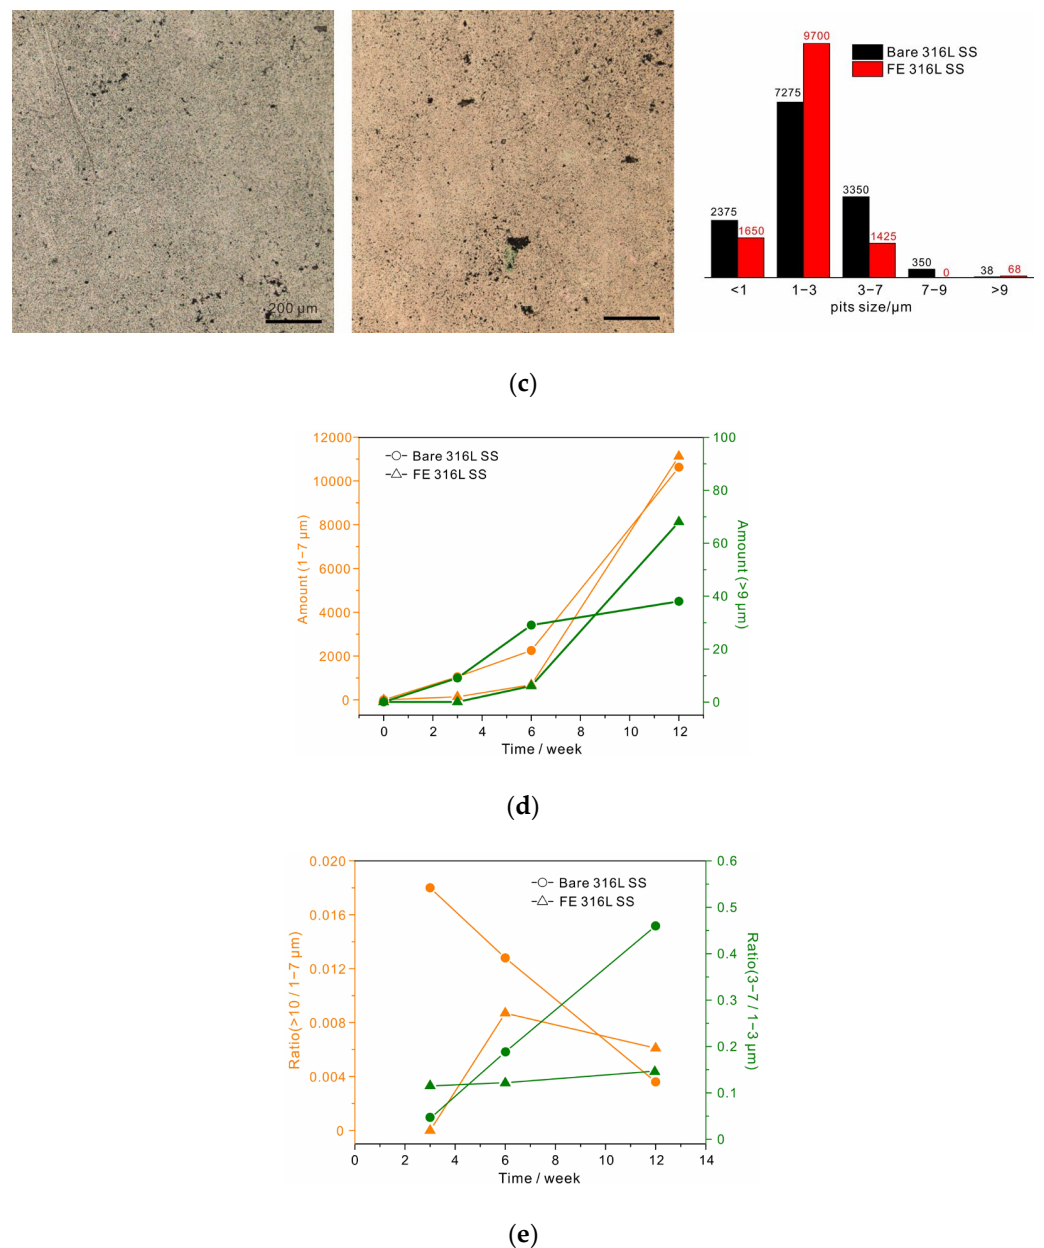 200 μm
9700
7275
3350
2375
1650
1425
350
0
38
68
Bare 316L SS
FE 316L SS
<1 1−3 3−7 7−9 >9
pits size/μm
(c)
12000
10000
8000
6000
4000
2000
0
Amount (1−7 μm)
Bare 316L SS
FE 316L SS
100
80
60
40
20
0
Amount (>9 μm)
0 2 4 6 8 10 12
Time / week
(d)
0.020
0.016
0.012
0.008
0.004
0
Ratio(>10 / 1−7 μm)
Bare 316L SS
FE 316L SS
0.6
0.5
0.4
0.3
0.2
0.1
0
Ratio(3−7 / 1−3 μm)
0 2 4 6 8 10 12 14
Time / week
(e)